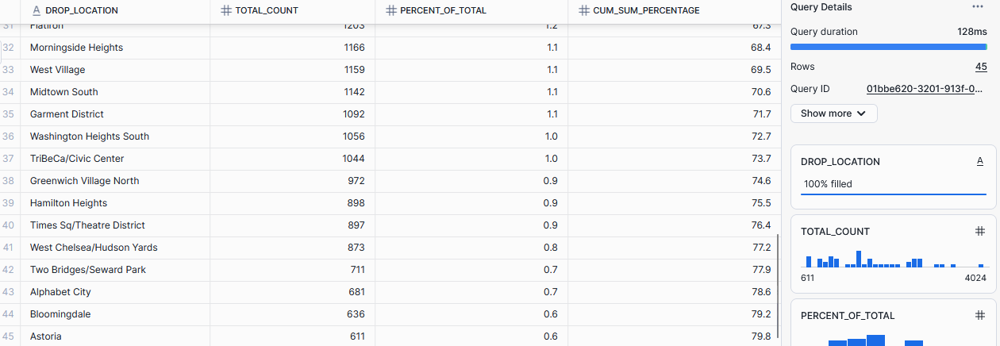 DROP_LOCATION TOTAL_COUNT PERCENT_OF_TOTAL CUM_SUM_PERCENTAGE
31 Flatiron 1203 1.2 67.3
32 Morningside Heights 1166 1.1 68.4
33 West Village 1159 1.1 69.5
34 Midtown South 1142 1.1 70.6
35 Garment District 1092 1.1 71.7
36 Washington Heights South 1056 1.0 72.7
37 TriBeCa/Civic Center 1044 1.0 73.7
38 Greenwich Village North 972 0.9 74.6
39 Hamilton Heights 898 0.9 75.5
40 Times Sq/Theatre District 897 0.9 76.4
41 West Chelsea/Hudson Yards 873 0.8 77.2
42 Two Bridges/Seward Park 711 0.7 77.9
43 Alphabet City 681 0.7 78.6
44 Bloomingdale 636 0.6 79.2
45 Astoria 611 0.6 79.8
Query Details
Query duration 128ms
Rows 45
Query ID 01bbe620-3201-913f-0...
Show more
DROP_LOCATION A
100% filled
TOTAL_COUNT #
611 4024
PERCENT_OF_TOTAL #